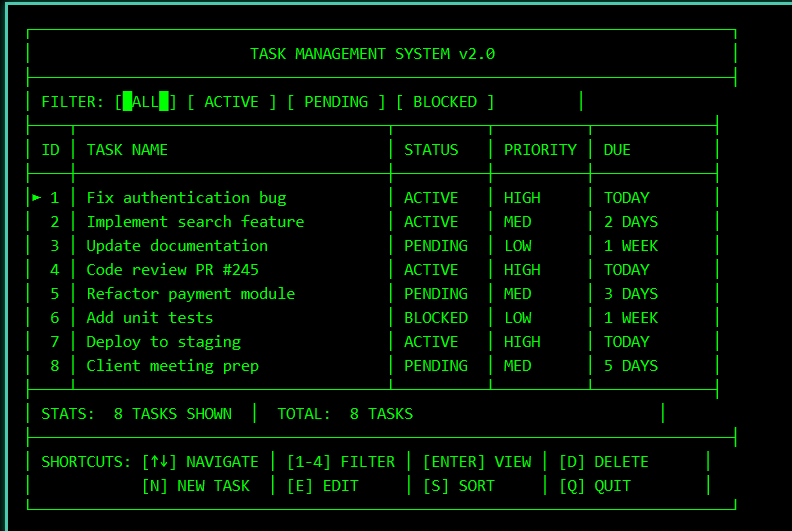 TASK MANAGEMENT SYSTEM v2.0
FILTER: [ ALL ] [ ACTIVE ] [ PENDING ] [ BLOCKED ]
ID │ TASK NAME │ STATUS │ PRIORITY │ DUE
► 1 │ Fix authentication bug │ ACTIVE │ HIGH │ TODAY
2 │ Implement search feature │ ACTIVE │ MED │ 2 DAYS
3 │ Update documentation │ PENDING │ LOW │ 1 WEEK
4 │ Code review PR #245 │ ACTIVE │ HIGH │ TODAY
5 │ Refactor payment module │ PENDING │ MED │ 3 DAYS
6 │ Add unit tests │ BLOCKED │ LOW │ 1 WEEK
7 │ Deploy to staging │ ACTIVE │ HIGH │ TODAY
8 │ Client meeting prep │ PENDING │ MED │ 5 DAYS
STATS: 8 TASKS SHOWN │ TOTAL: 8 TASKS
SHORTCUTS: [↑↓] NAVIGATE │ [1-4] FILTER │ [ENTER] VIEW │ [D] DELETE
[N] NEW TASK │ [E] EDIT │ [S] SORT │ [Q] QUIT